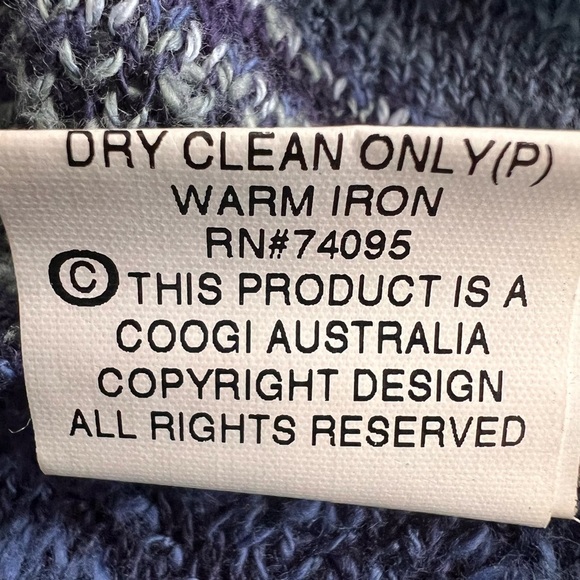 DRY CLEAN ONLY(P)
WARM IRON
RN#74095
© THIS PRODUCT IS A
COOGI AUSTRALIA
COPYRIGHT DESIGN
ALL RIGHTS RESERVED